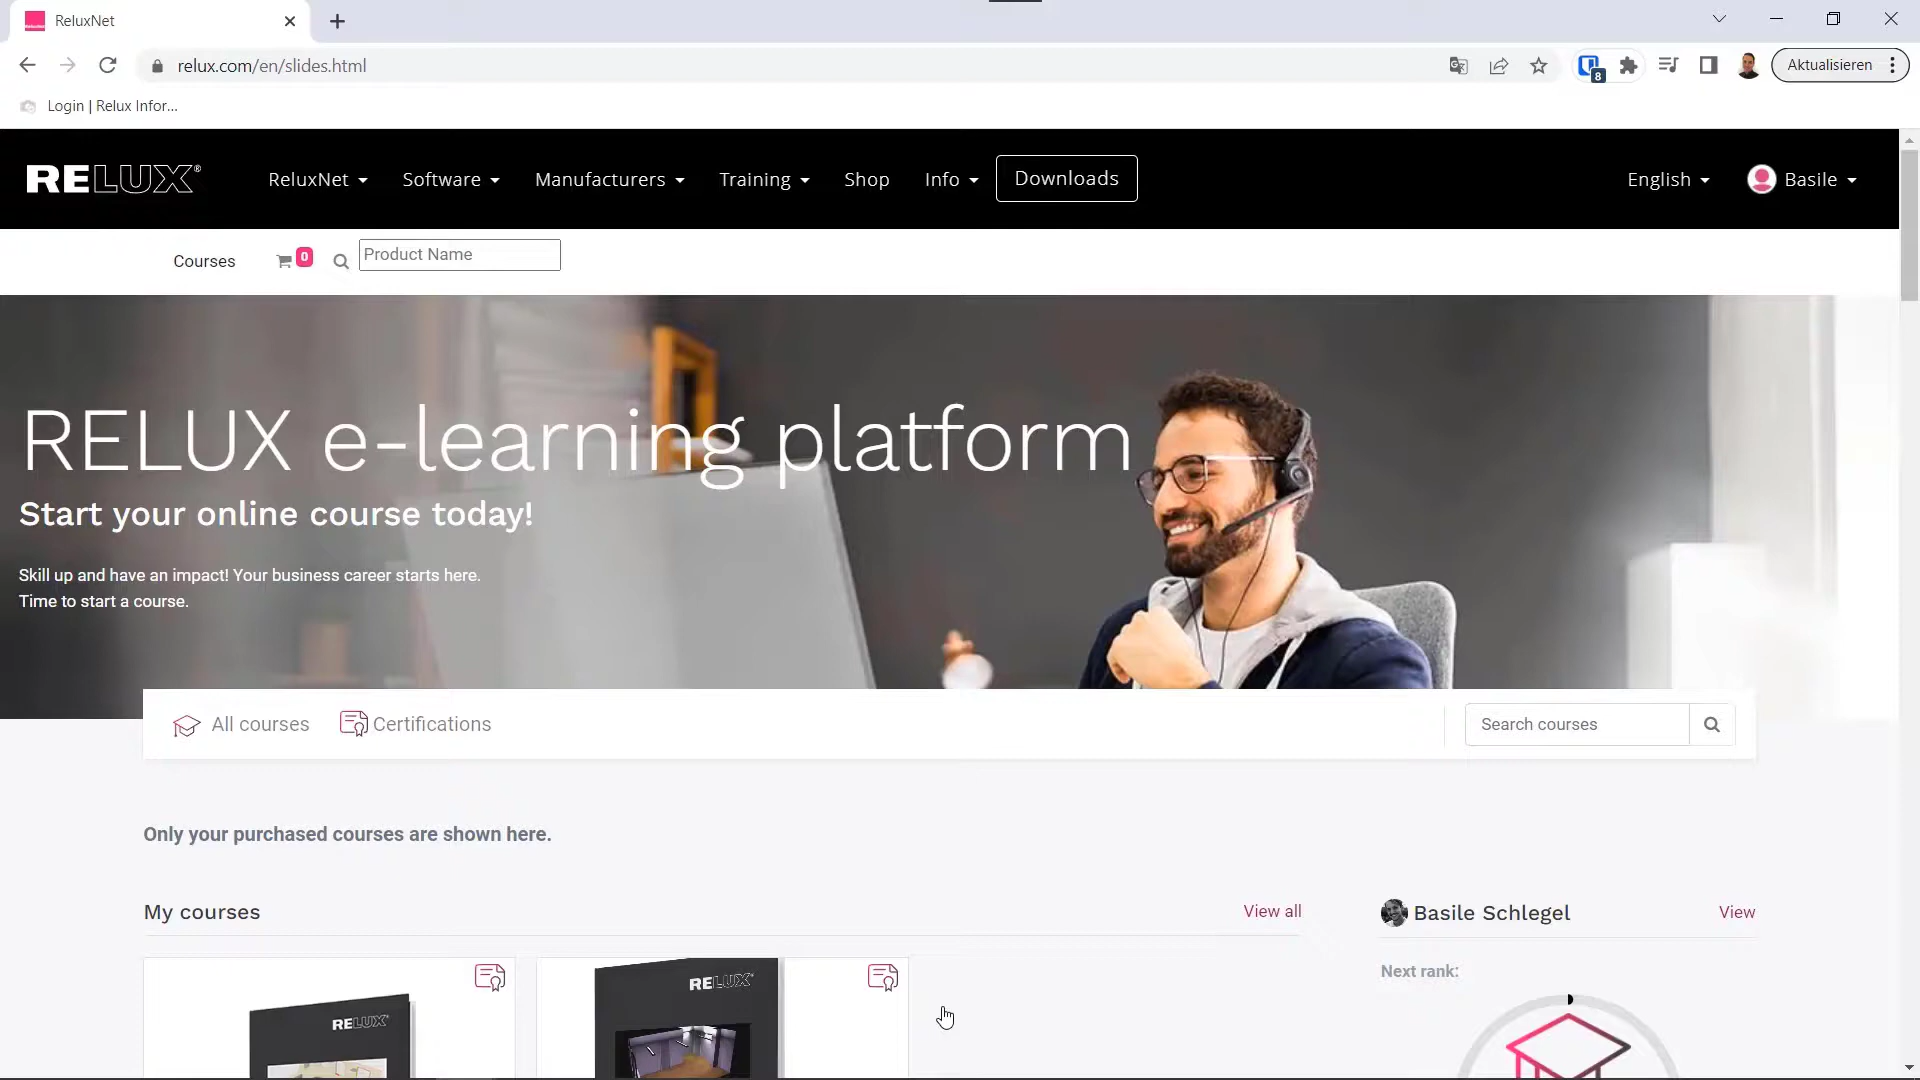 ReluxNet
relux.com/en/slides.html
8
Aktualisieren
Login | Relux Infor...
RELUX®
ReluxNet
Software
Manufacturers
Training
Shop
Info
Downloads
English
Basile
Courses
0
Product Name
RELUX e-learning platform
Start your online course today!
Skill up and have an impact! Your business career starts here.
Time to start a course.
All courses
Certifications
Search courses
Only your purchased courses are shown here.
My courses
View all
Basile Schlegel
View
Next rank:
RELUX
RELUX